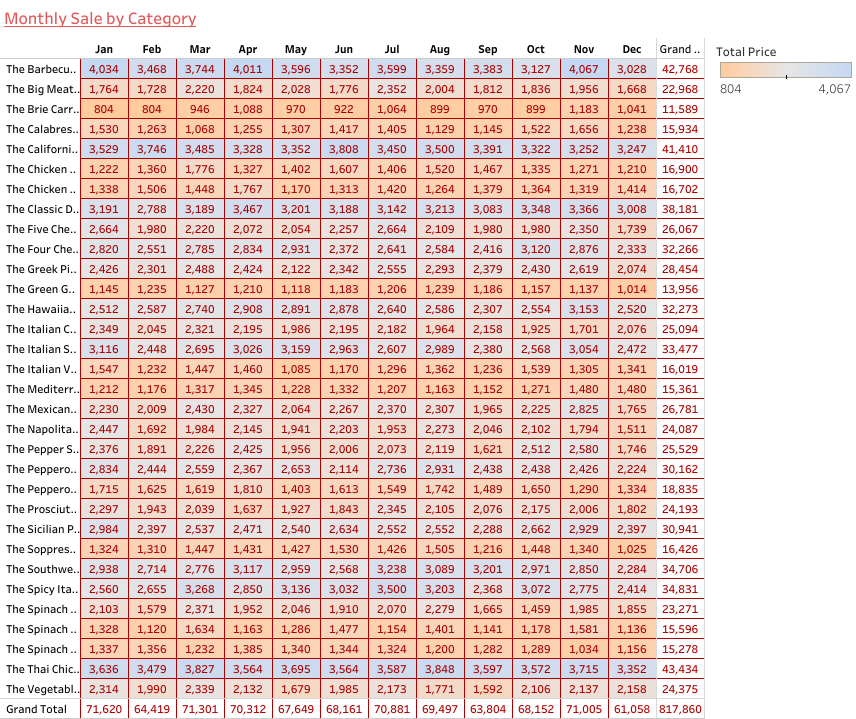 Monthly Sale by Category
Jan Feb Mar Apr May Jun Jul Aug Sep Oct Nov Dec Grand .. Total Price
The Barbecu.. 4,034 3,468 3,744 4,011 3,596 3,352 3,599 3,359 3,383 3,127 4,067 3,028 42,768
The Big Meat.. 1,764 1,728 2,220 1,824 2,028 1,776 2,352 2,004 1,812 1,836 1,956 1,668 22,968 804 4,067
The Brie Carr.. 804 804 946 1,088 970 922 1,064 899 970 899 1,183 1,041 11,589
The Calabres.. 1,530 1,263 1,068 1,255 1,307 1,417 1,405 1,129 1,145 1,522 1,656 1,238 15,934
The Californi.. 3,529 3,746 3,485 3,328 3,352 3,808 3,450 3,500 3,391 3,322 3,252 3,247 41,410
The Chicken .. 1,222 1,360 1,776 1,327 1,402 1,607 1,406 1,520 1,467 1,335 1,271 1,210 16,900
The Chicken .. 1,338 1,506 1,448 1,767 1,170 1,313 1,420 1,264 1,379 1,364 1,319 1,414 16,702
The Classic D.. 3,191 2,788 3,189 3,467 3,201 3,188 3,142 3,213 3,083 3,348 3,366 3,008 38,181
The Five Che.. 2,664 1,980 2,220 2,072 2,054 2,257 2,664 2,109 1,980 1,980 2,350 1,739 26,067
The Four Che.. 2,820 2,551 2,785 2,834 2,931 2,372 2,641 2,584 2,416 3,120 2,876 2,333 32,266
The Greek Pi.. 2,426 2,301 2,488 2,424 2,122 2,342 2,555 2,293 2,379 2,430 2,619 2,074 28,454
The Green G.. 1,145 1,235 1,127 1,210 1,118 1,183 1,206 1,239 1,186 1,157 1,137 1,014 13,956
The Hawaiia.. 2,512 2,587 2,740 2,908 2,891 2,878 2,640 2,586 2,307 2,554 3,153 2,520 32,273
The Italian C.. 2,349 2,045 2,321 2,195 1,986 2,195 2,182 1,964 2,158 1,925 1,701 2,076 25,094
The Italian S.. 3,116 2,448 2,695 3,026 3,159 2,963 2,607 2,989 2,380 2,568 3,054 2,472 33,477
The Italian V.. 1,547 1,232 1,447 1,460 1,085 1,170 1,296 1,362 1,236 1,539 1,305 1,341 16,019
The Mediterr.. 1,212 1,176 1,317 1,345 1,228 1,332 1,207 1,163 1,152 1,271 1,480 1,480 15,361
The Mexican.. 2,230 2,009 2,430 2,327 2,064 2,267 2,370 2,307 1,965 2,225 2,825 1,765 26,781
The Napolita.. 2,447 1,692 1,984 2,145 1,941 2,203 1,953 2,273 2,046 2,102 1,794 1,511 24,087
The Pepper S.. 2,376 1,891 2,226 2,425 1,956 2,006 2,073 2,119 1,621 2,512 2,580 1,746 25,529
The Peppero.. 2,834 2,444 2,559 2,367 2,653 2,114 2,736 2,931 2,438 2,438 2,426 2,224 30,162
The Peppero.. 1,715 1,625 1,619 1,810 1,403 1,613 1,549 1,742 1,489 1,650 1,290 1,334 18,835
The Prosciut.. 2,297 1,943 2,039 1,637 1,927 1,843 2,345 2,105 2,076 2,175 2,006 1,802 24,193
The Sicilian P.. 2,984 2,397 2,537 2,471 2,540 2,634 2,552 2,552 2,288 2,662 2,929 2,397 30,941
The Soppres.. 1,324 1,310 1,447 1,431 1,427 1,530 1,426 1,505 1,216 1,448 1,340 1,025 16,426
The Southwe.. 2,938 2,714 2,776 3,117 2,959 2,568 3,238 3,089 3,201 2,971 2,850 2,284 34,706
The Spicy Ita.. 2,560 2,655 3,268 2,850 3,136 3,032 3,500 3,203 2,368 3,072 2,775 2,414 34,831
The Spinach .. 2,103 1,579 2,371 1,952 2,046 1,910 2,070 2,279 1,665 1,459 1,985 1,855 23,271
The Spinach .. 1,328 1,120 1,634 1,163 1,286 1,477 1,154 1,401 1,141 1,178 1,581 1,136 15,596
The Spinach .. 1,337 1,356 1,232 1,385 1,340 1,344 1,324 1,200 1,282 1,289 1,034 1,156 15,278
The Thai Chic.. 3,636 3,479 3,827 3,564 3,695 3,564 3,587 3,848 3,597 3,572 3,715 3,352 43,434
The Vegetabl.. 2,314 1,990 2,339 2,132 1,679 1,985 2,173 1,771 1,592 2,106 2,137 2,158 24,375
Grand Total 71,620 64,419 71,301 70,312 67,649 68,161 70,881 69,497 63,804 68,152 71,005 61,058 817,860